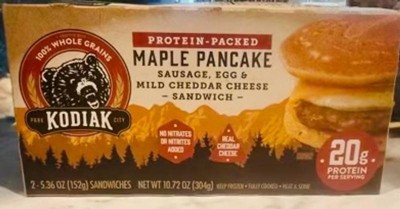 100% WHOLE GRAINS
PARK CITY
KODIAK
PROTEIN-PACKED
MAPLE PANCAKE
SAUSAGE, EGG &
MILD CHEDDAR CHEESE
SANDWICH
NO NITRATES
OR NITRITES
ADDED
REAL
CHEDDAR
CHEESE
20g
PROTEIN
PER SERVING
2 - 5.36 OZ (152g) SANDWICHES NET WT 10.72 OZ (304g) KEEP FROZEN • FULLY COOKED • HEAT & SERVE